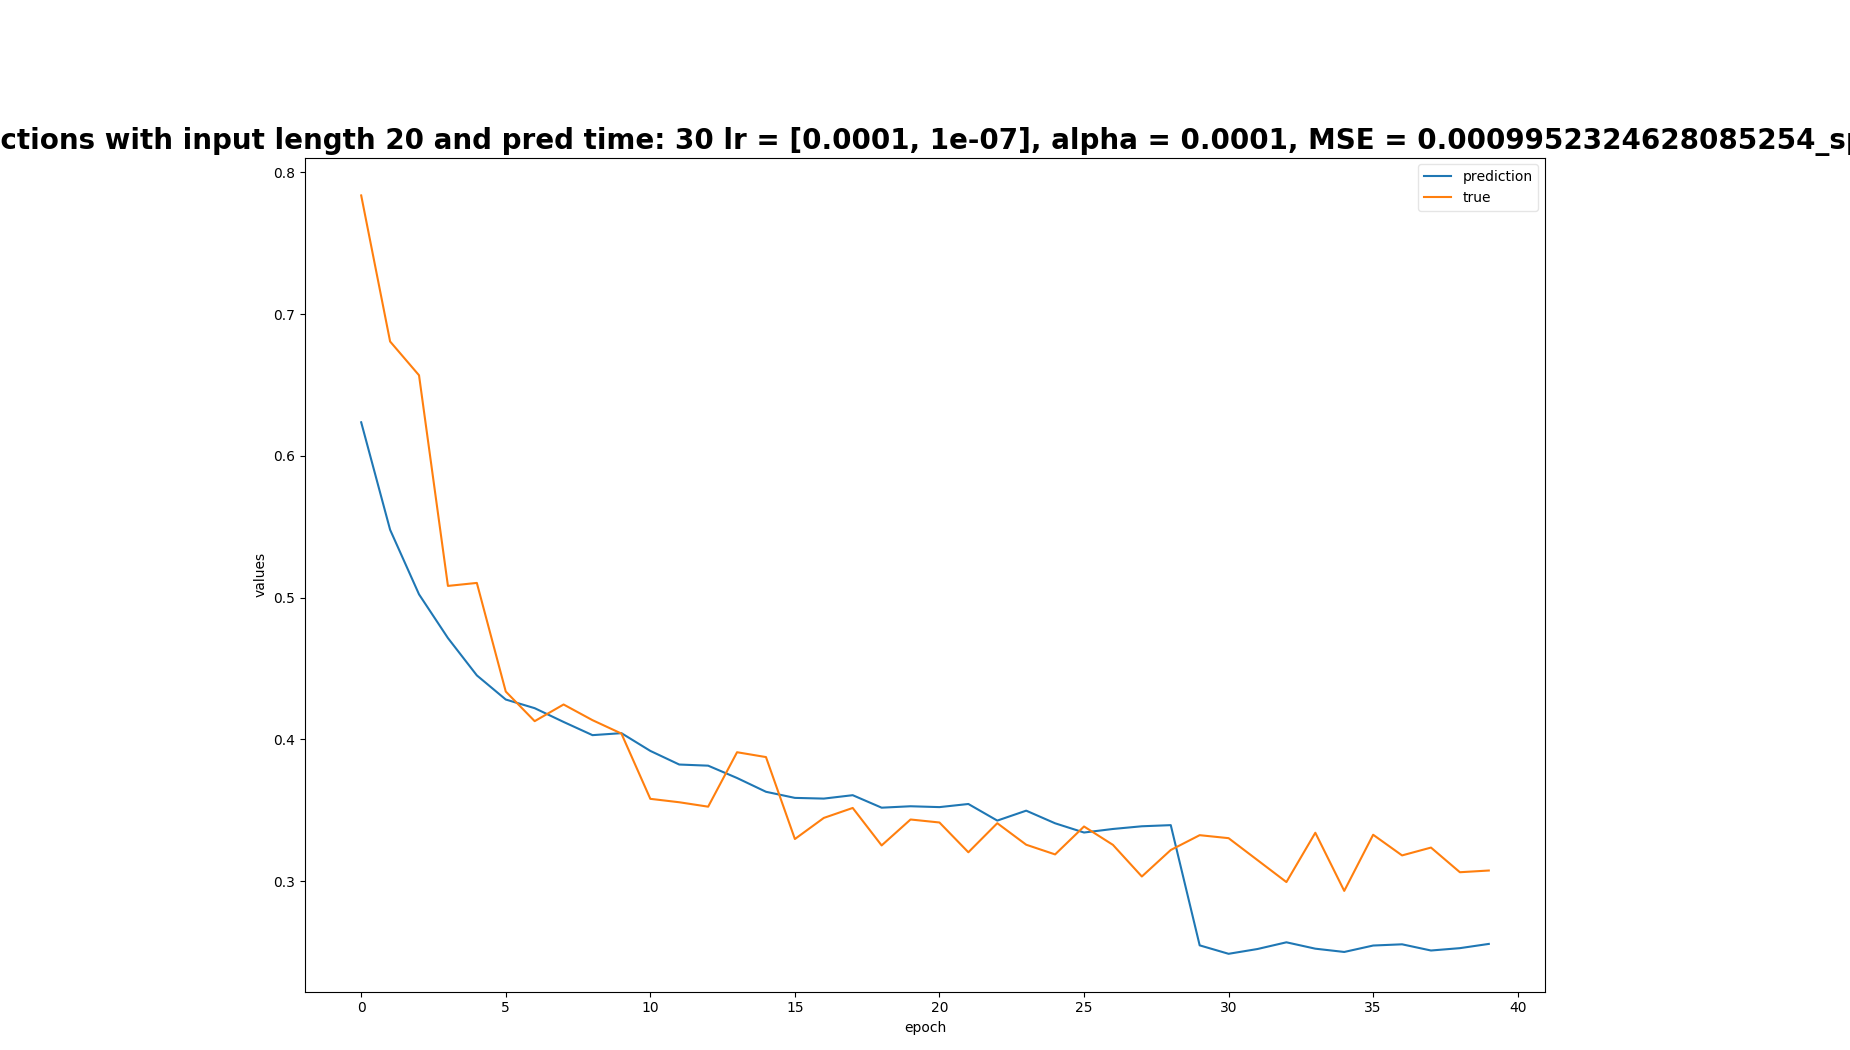 ctions with input length 20 and pred time: 30 lr = [0.0001, 1e-07], alpha = 0.0001, MSE = 0.0009952324628085254_sp
prediction
true
0.8
0.7
0.6
0.5
0.4
0.3
values
0 5 10 15 20 25 30 35 40
epoch